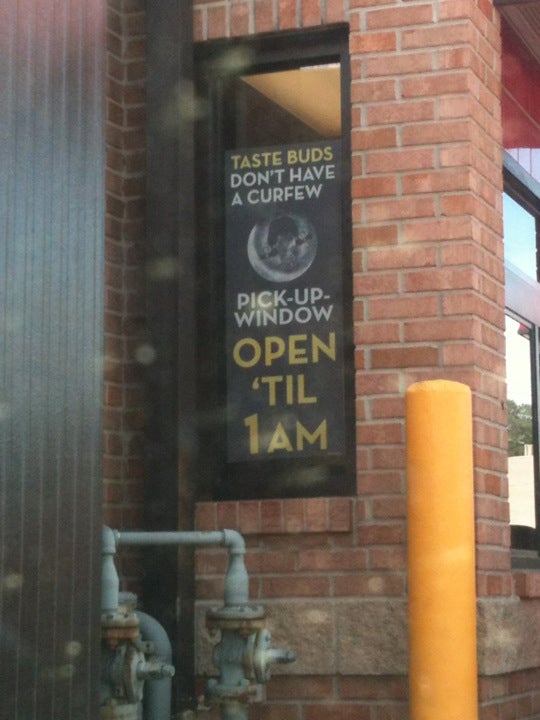 TASTE BUDS
DON'T HAVE
A CURFEW
PICK-UP-
WINDOW
OPEN
'TIL
1AM